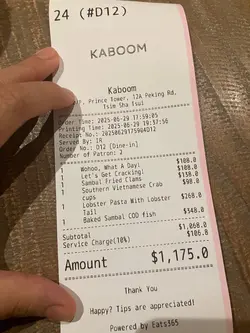 24 (#D12)
KABOOM
Kaboom
Prince Tower, 12A Peking Rd,
Tsim Sha Tsui
Order Time: 2025-06-29 17:59:05
Printing Time: 2025-06-29 19:37:56
Receipt No.:
Served By: IR
Order No.: D12 [Dine-in]
Number of Patron: 2
1 Wohoo, What A Day! $108.0
1 Let's Get Cracking! $108.0
1 Sambal Fried Clams $158.0
1 Southern Vietnamese Crab $98.0
cups
1 Lobster Pasta With Lobster $268.0
Tail
1 Baked Sambal COD fish $348.0
Subtotal $1,068.0
Service Charge(10%) $106.8
Amount $1,175.0
Thank You
Happy? Tips are appreciated!
Powered by Eats365